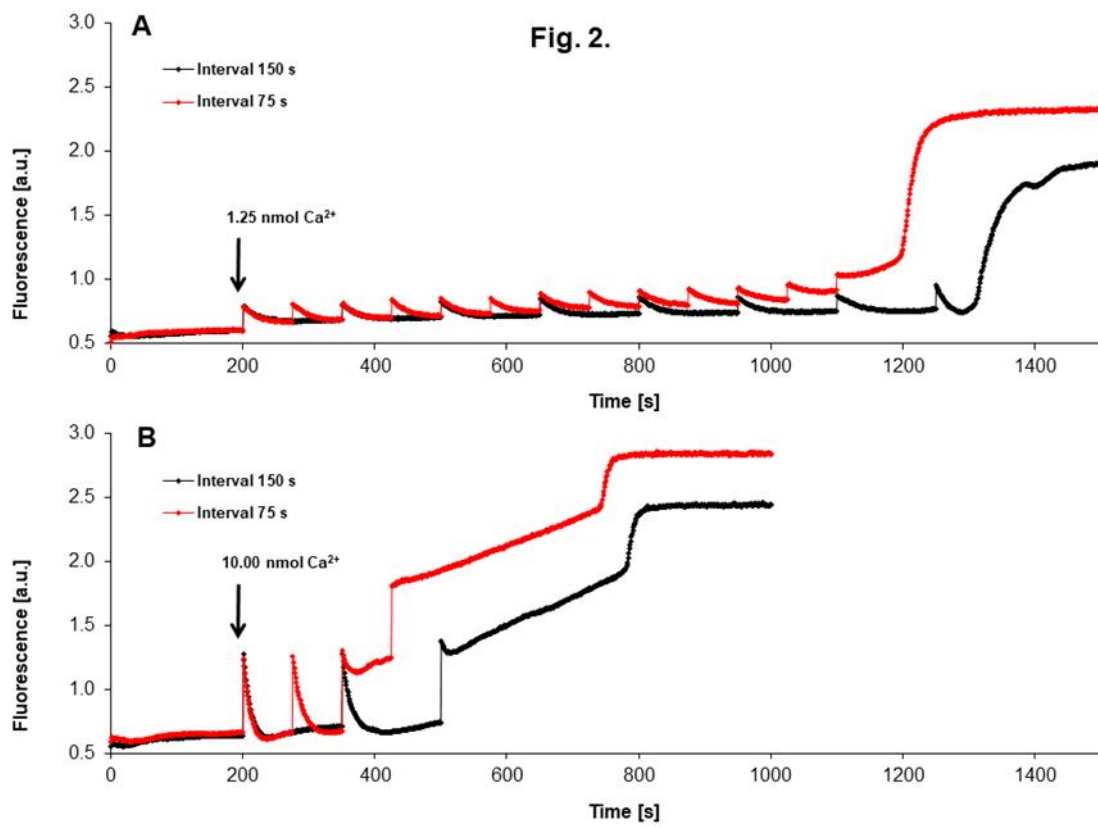 A
Fig. 2.
3.0
2.5
2.0
1.5
1.0
0.5
Fluorescence [a.u.]
Interval 150 s
Interval 75 s
1.25 nmol Ca²⁺
0 200 400 600 800 1000 1200 1400
Time [s]
B
3.0
2.5
2.0
1.5
1.0
0.5
Fluorescence [a.u.]
Interval 150 s
Interval 75 s
10.00 nmol Ca²⁺
0 200 400 600 800 1000 1200 1400
Time [s]